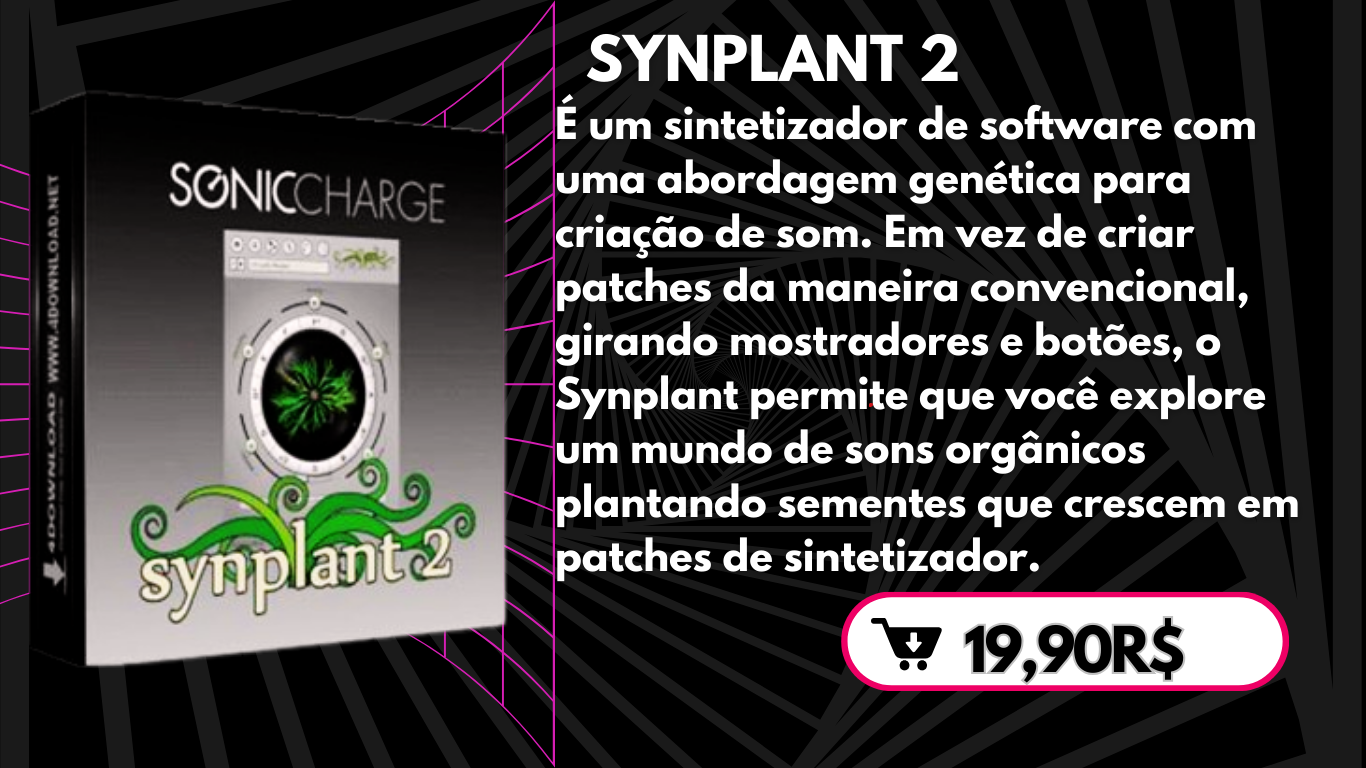 SYNPLANT 2
É um sintetizador de software com
uma abordagem genética para
criação de som. Em vez de criar
patches da maneira convencional,
girando mostradores e botões, o
Synplant permite que você explore
um mundo de sons orgânicos
plantando sementes que crescem em
patches de sintetizador.
19,90R$
SONICCHARGE
synplant 2
4DOWNLOAD WWW.4DOWNLOAD.NET